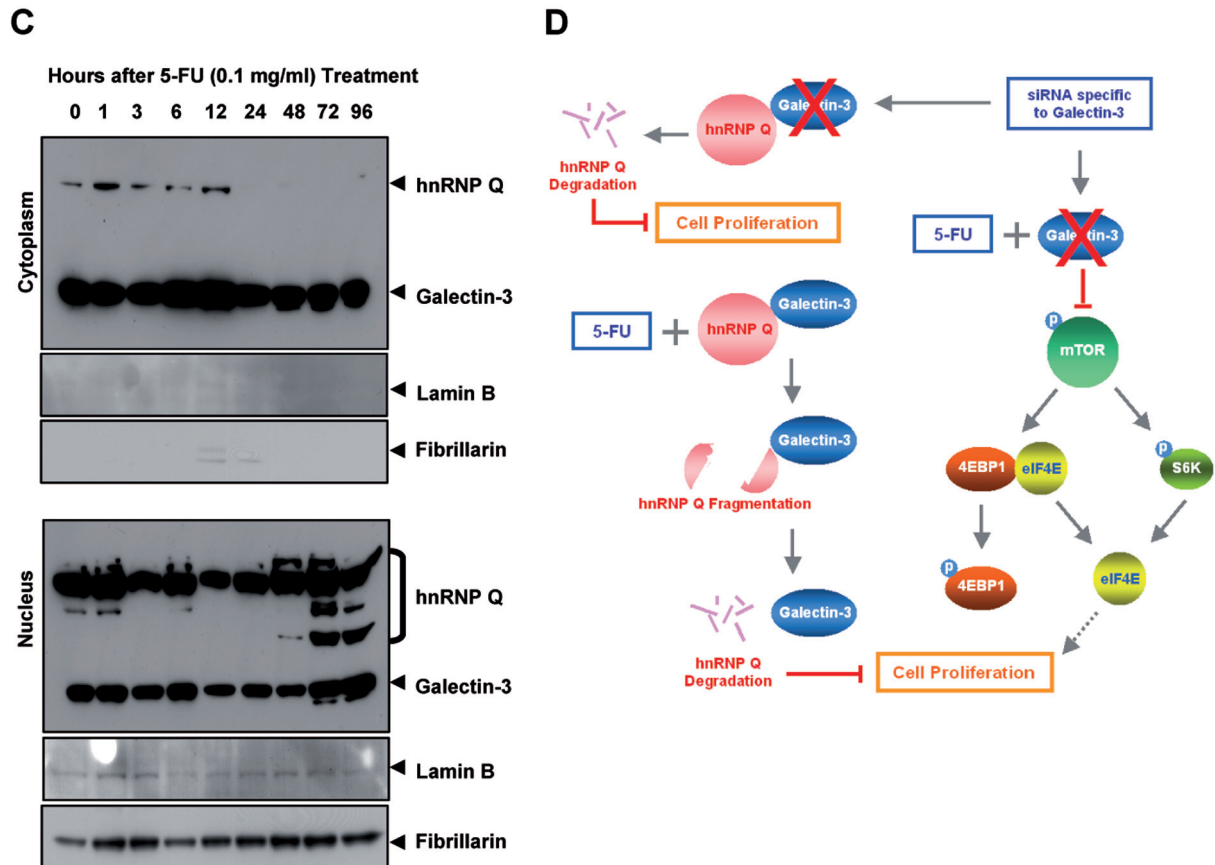 C
Hours after 5-FU (0.1 mg/ml) Treatment
0 1 3 6 12 24 48 72 96
Cytoplasm
hnRNP Q
Galectin-3
Lamin B
Fibrillarin
Nucleus
hnRNP Q
Galectin-3
Lamin B
Fibrillarin
D
siRNA specific
to Galectin-3
Galectin-3
hnRNP Q
hnRNP Q
Degradation
Cell Proliferation
5-FU
+
Galectin-3
P
mTOR
4EBP1
eIF4E
P
S6K
P
4EBP1
eIF4E
5-FU
+
hnRNP Q
Galectin-3
Galectin-3
hnRNP Q Fragmentation
Galectin-3
hnRNP Q
Degradation
Cell Proliferation